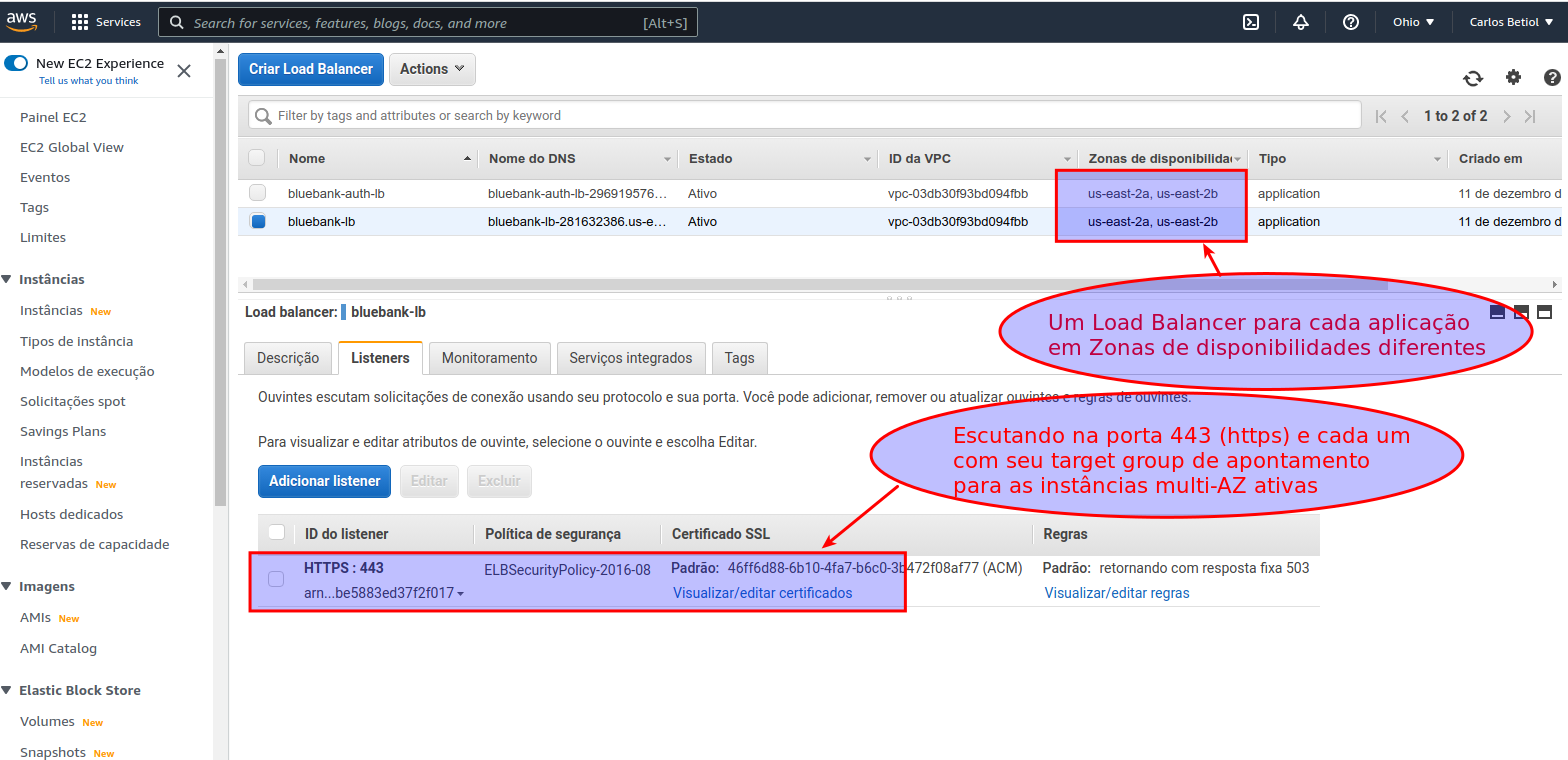 aws
Services
Search for services, features, blogs, docs, and more
[Alt+S]
Ohio
Carlos Betiol
New EC2 Experience
Tell us what you think
Painel EC2
EC2 Global View
Eventos
Tags
Limites
Instâncias
Instâncias New
Tipos de instância
Modelos de execução
Solicitações spot
Savings Plans
Instâncias
reservadas New
Hosts dedicados
Reservas de capacidade
Imagens
AMIs New
AMI Catalog
Elastic Block Store
Volumes New
Snapshots New
Criar Load Balancer
Actions
Filter by tags and attributes or search by keyword
1 to 2 of 2
Nome Nome do DNS Estado ID da VPC Zonas de disponibilida Tipo Criado em
bluebank-auth-lb bluebank-auth-lb-296919576... Ativo vpc-03db30f93bd094fbb us-east-2a, us-east-2b application 11 de dezembro d
bluebank-lb bluebank-lb-281632386.us-e... Ativo vpc-03db30f93bd094fbb us-east-2a, us-east-2b application 11 de dezembro d
Load balancer: bluebank-lb
Um Load Balancer para cada aplicação
em Zonas de disponibilidades diferentes
Descrição Listeners Monitoramento Serviços integrados Tags
Ouvintes escutam solicitações de conexão usando seu protocolo e sua porta. Você pode adicionar, remover ou atualizar ouvintes e regras de ouvintes.
Para visualizar e editar atributos de ouvinte, selecione o ouvinte e escolha Editar.
Escutando na porta 443 (https) e cada um
com seu target group de apontamento
para as instâncias multi-AZ ativas
Adicionar listener Editar Excluir
ID do listener Política de segurança Certificado SSL Regras
HTTPS : 443 ELBSecurityPolicy-2016-08 Padrão: 46ff6d88-6b10-4fa7-b6c0-3b472f08af77 (ACM) Padrão: retornando com resposta fixa 503
arn...be5883ed37f2f017 Visualizar/editar certificados Visualizar/editar regras